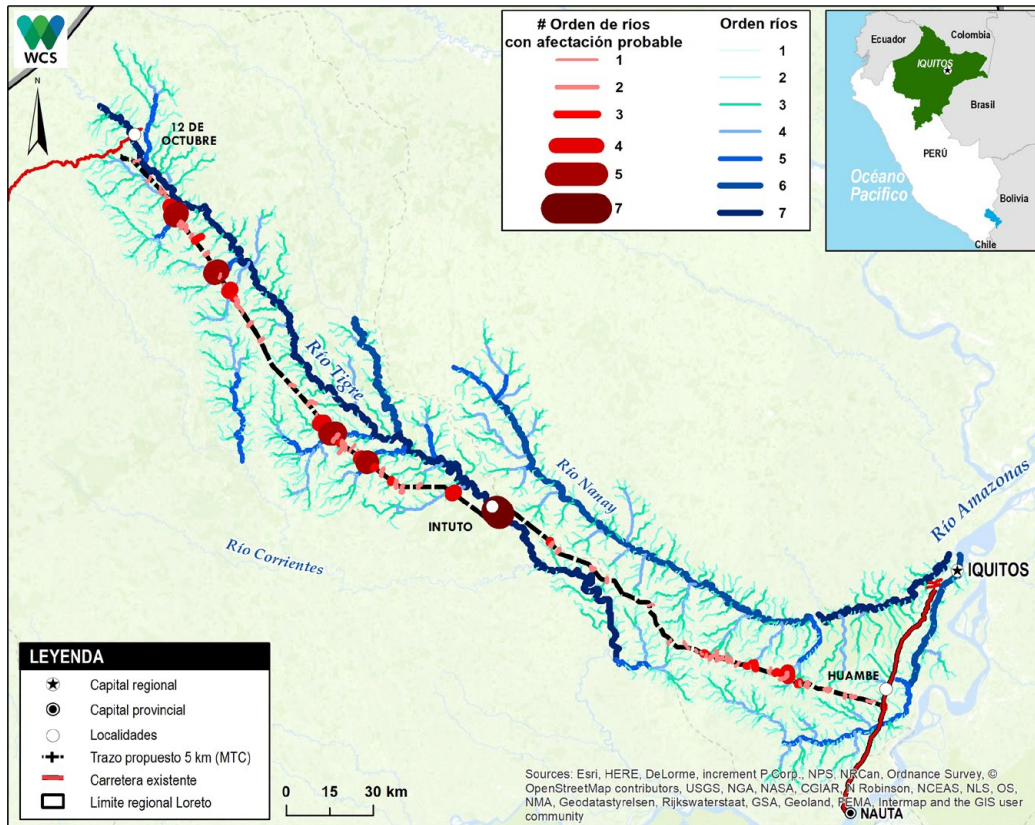 WCS
N
12 DE
OCTUBRE
# Orden de ríos
con afectación probable
1
2
3
4
5
7
Orden ríos
1
2
3
4
5
6
7
Ecuador
Colombia
IQUITOS
Brasil
PERÚ
Océano
Pacífico
Bolivia
Chile
Río Tigre
Río Nanay
Río Amazonas
INTUTO
Río Corrientes
IQUITOS
HUAMBE
NAUTA
LEYENDA
Capital regional
Capital provincial
Localidades
Trazo propuesto 5 km (MTC)
Carretera existente
Limite regional Loreto
0 15 30 km
Sources: Esri, HERE, DeLorme, increment P Corp., NPS, NRCan, Ordnance Survey, ©
OpenStreetMap contributors, USGS, NGA, NASA, CGIAR, N Robinson, NCEAS, NLS, OS,
NMA, Geodatastyrelsen, Rijkswaterstaat, GSA, Geoland, FEMA, Intermap and the GIS user
community